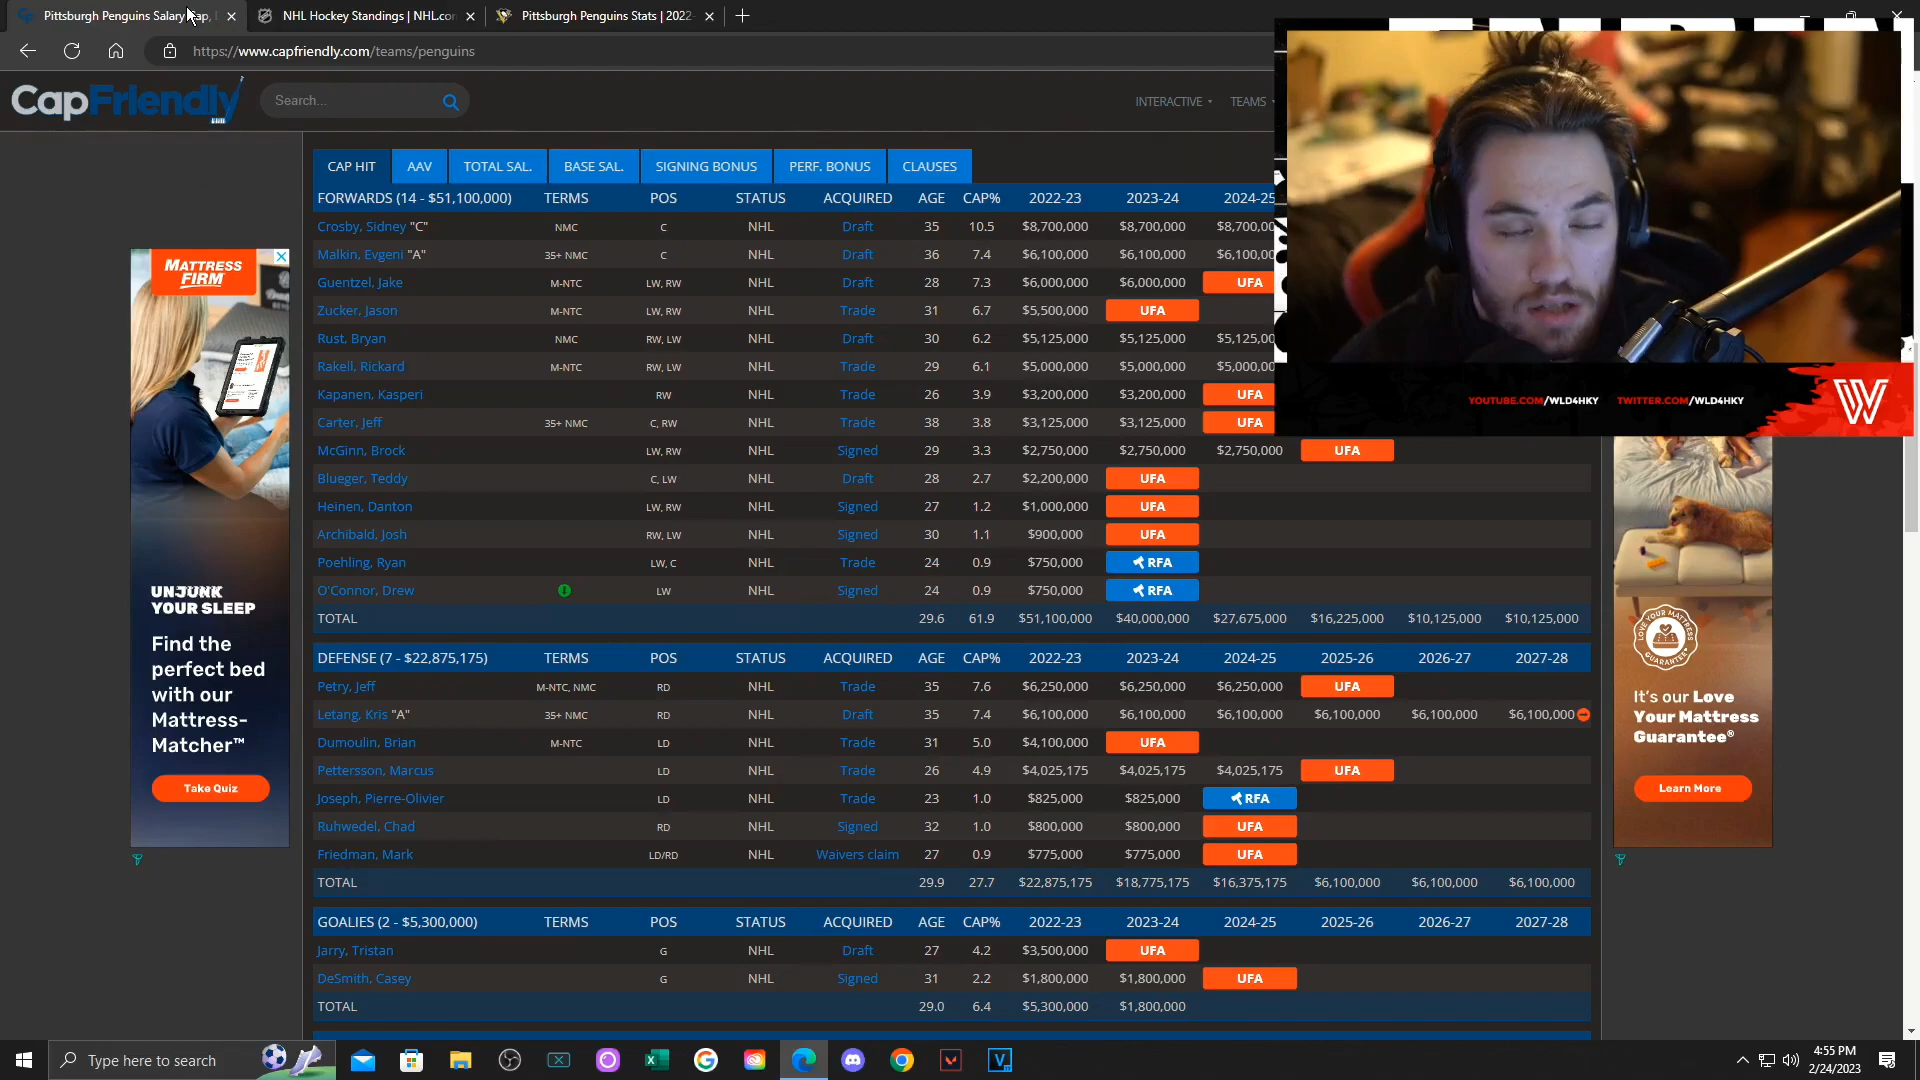 Pittsburgh Penguins Salary Cap,
NHL Hockey Standings | NHL.co
Pittsburgh Penguins Stats | 2022-
https://www.capfriendly.com/teams/penguins
CapFriendly
.com
Search...
INTERACTIVE
TEAMS
CAP HIT AAV TOTAL SAL. BASE SAL. SIGNING BONUS PERF. BONUS CLAUSES
FORWARDS (14 - $51,100,000) TERMS POS STATUS ACQUIRED AGE CAP% 2022-23 2023-24 2024-25
Crosby, Sidney "C" NMC C NHL Draft 35 10.5 $8,700,000 $8,700,000 $8,700,00
Malkin, Evgeni "A" 35+ NMC C NHL Draft 36 7.4 $6,100,000 $6,100,000 $6,100,00
Guentzel, Jake M-NTC LW, RW NHL Draft 28 7.3 $6,000,000 $6,000,000 UFA
Zucker, Jason M-NTC LW, RW NHL Trade 31 6.7 $5,500,000 UFA
Rust, Bryan NMC RW, LW NHL Draft 30 6.2 $5,125,000 $5,125,000 $5,125,00
Rakell, Rickard M-NTC RW, LW NHL Trade 29 6.1 $5,000,000 $5,000,000 $5,000,00
Kapanen, Kasperi RW NHL Trade 26 3.9 $3,200,000 $3,200,000 UFA
Carter, Jeff 35+ NMC C, RW NHL Trade 38 3.8 $3,125,000 $3,125,000 UFA
McGinn, Brock LW, RW NHL Signed 29 3.3 $2,750,000 $2,750,000 $2,750,000 UFA
Blueger, Teddy C, LW NHL Draft 28 2.7 $2,200,000 UFA
Heinen, Danton LW, RW NHL Signed 27 1.2 $1,000,000 UFA
Archibald, Josh RW, LW NHL Signed 30 1.1 $900,000 UFA
Poehling, Ryan LW, C NHL Trade 24 0.9 $750,000 RFA
O'Connor, Drew LW NHL Signed 24 0.9 $750,000 RFA
TOTAL 29.6 61.9 $51,100,000 $40,000,000 $27,675,000 $16,225,000 $10,125,000 $10,125,000
DEFENSE (7 - $22,875,175) TERMS POS STATUS ACQUIRED AGE CAP% 2022-23 2023-24 2024-25 2025-26 2026-27 2027-28
Petry, Jeff M-NTC, NMC RD NHL Trade 35 7.6 $6,250,000 $6,250,000 $6,250,000 UFA
Letang, Kris "A" 35+ NMC RD NHL Draft 35 7.4 $6,100,000 $6,100,000 $6,100,000 $6,100,000 $6,100,000 $6,100,000
Dumoulin, Brian M-NTC LD NHL Trade 31 5.0 $4,100,000 UFA
Pettersson, Marcus LD NHL Trade 26 4.9 $4,025,175 $4,025,175 $4,025,175 UFA
Joseph, Pierre-Olivier LD NHL Trade 23 1.0 $825,000 $825,000 RFA
Ruhwedel, Chad RD NHL Signed 32 1.0 $800,000 $800,000 UFA
Friedman, Mark LD/RD NHL Waivers claim 27 0.9 $775,000 $775,000 UFA
TOTAL 29.9 27.7 $22,875,175 $18,775,175 $16,375,175 $6,100,000 $6,100,000 $6,100,000
GOALIES (2 - $5,300,000) TERMS POS STATUS ACQUIRED AGE CAP% 2022-23 2023-24 2024-25 2025-26 2026-27 2027-28
Jarry, Tristan G NHL Draft 27 4.2 $3,500,000 UFA
DeSmith, Casey G NHL Signed 31 2.2 $1,800,000 $1,800,000 UFA
TOTAL 29.0 6.4 $5,300,000 $1,800,000
MATTRESS
FIRM
UNJUNK
YOUR SLEEP
Find the
perfect bed
with our
Mattress-
Matcher™
Take Quiz
YOUTUBE.COM/WLD4HKY TWITTER.COM/WLD4HKY
W
LOVE YOUR MATTRESS
GUARANTEE
It's our Love
Your Mattress
Guarantee®
Learn More
Type here to search
4:55 PM
2/24/2023